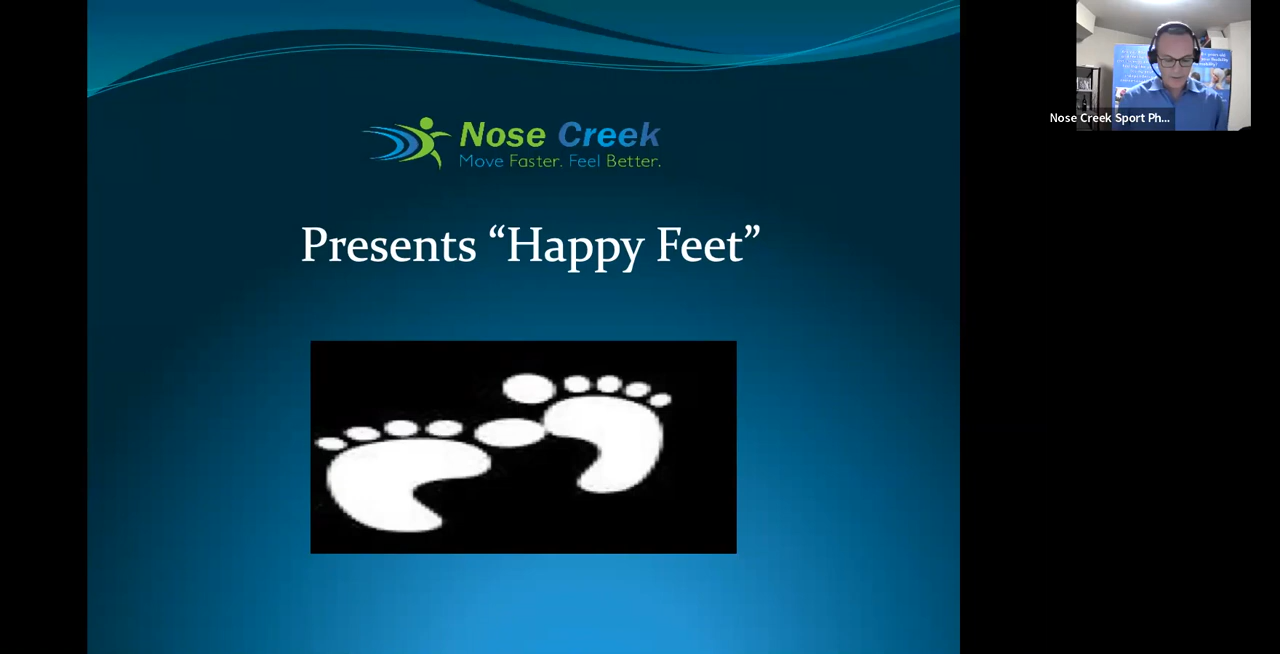 Nose Creek
Move Faster. Feel Better.
Presents “Happy Feet”
Nose Creek Sport Ph...